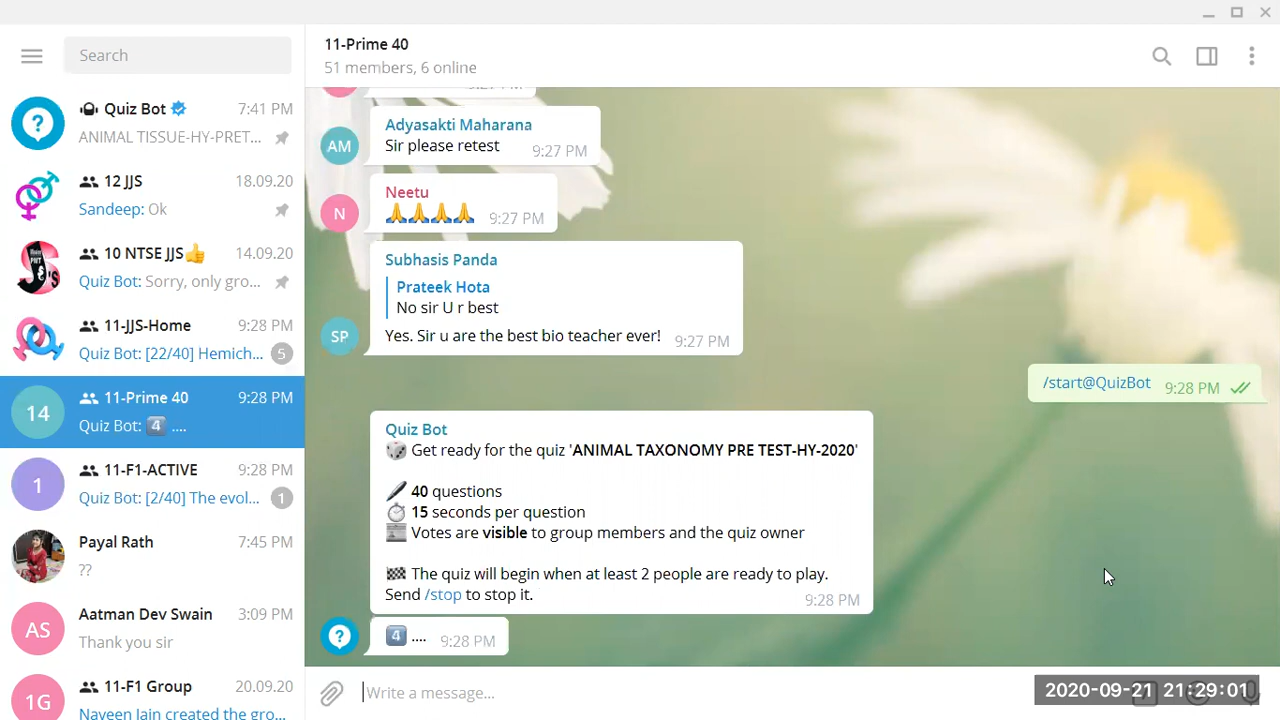 Search
Quiz Bot 7:41 PM
ANIMAL TISSUE-HY-PRET...
12 JJS 18.09.20
Sandeep: Ok
10 NTSE JJS👍 14.09.20
Quiz Bot: Sorry, only gro...
11-JJS-Home 9:28 PM
Quiz Bot: [22/40] Hemich... 5
14
11-Prime 40 9:28 PM
Quiz Bot: 4️⃣ ....
1
11-F1-ACTIVE 9:28 PM
Quiz Bot: [2/40] The evol... 1
Payal Rath 7:45 PM
??
AS
Aatman Dev Swain 3:09 PM
Thank you sir
1G
11-F1 Group 20.09.20
Naveen Jain created the gro...
11-Prime 40
51 members, 6 online
9:27 PM
AM
Adyasakti Maharana
Sir please retest 9:27 PM
N
Neetu
🙏🙏🙏🙏 9:27 PM
Subhasis Panda
Prateek Hota
No sir U r best
SP
Yes. Sir u are the best bio teacher ever! 9:27 PM
/start@QuizBot 9:28 PM
Quiz Bot
🎲 Get ready for the quiz 'ANIMAL TAXONOMY PRE TEST-HY-2020'
🖊 40 questions
⏱ 15 seconds per question
📰 Votes are visible to group members and the quiz owner
🏁 The quiz will begin when at least 2 people are ready to play.
Send /stop to stop it. 9:28 PM
4️⃣ .... 9:28 PM
Write a message...
2020-09-21 21:29:01